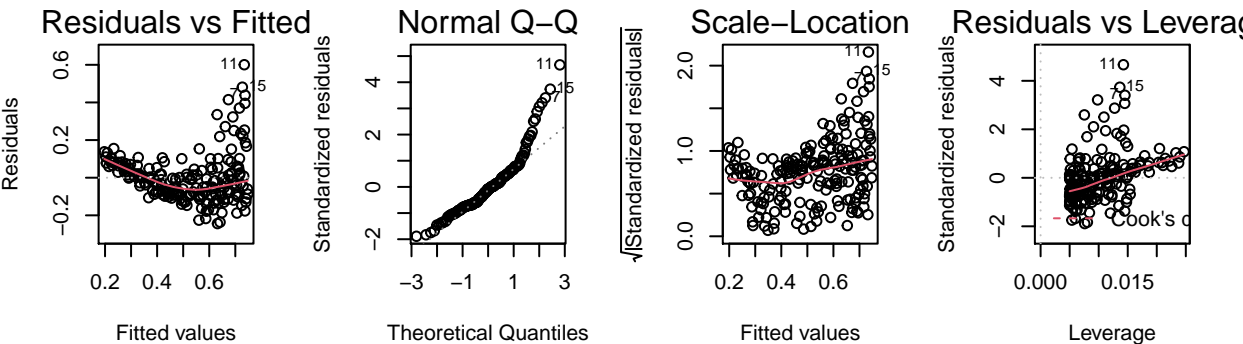 Residuals vs Fitted
Residuals
0.6
0.2
−0.2
11
15
0.2 0.4 0.6
Fitted values
Normal Q−Q
Standardized residuals
4
2
0
−2
11
15
7
−3 −1 1 3
Theoretical Quantiles
Scale−Location
√|Standardized residuals|
2.0
1.0
0.0
11
7
15
0.2 0.4 0.6
Fitted values
Residuals vs Leverag
Standardized residuals
4
2
0
−2
11
7
15
Cook's d
0.000 0.015
Leverage